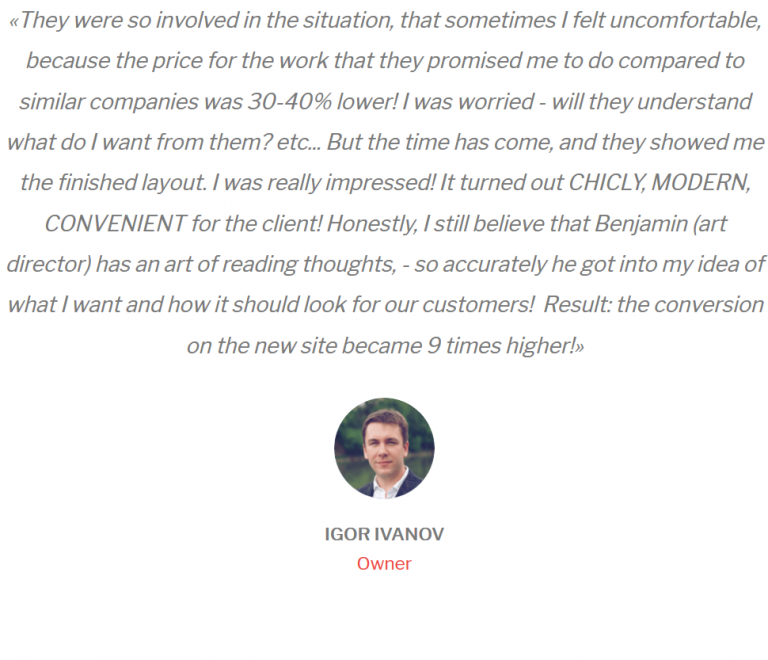 «They were so involved in the situation, that sometimes I felt uncomfortable,
because the price for the work that they promised me to do compared to
similar companies was 30-40% lower! I was worried - will they understand
what do I want from them? etc... But the time has come, and they showed me
the finished layout. I was really impressed! It turned out CHICLY, MODERN,
CONVENIENT for the client! Honestly, I still believe that Benjamin (art
director) has an art of reading thoughts, - so accurately he got into my idea of
what I want and how it should look for our customers!  Result: the conversion
on the new site became 9 times higher!»
IGOR IVANOV
Owner